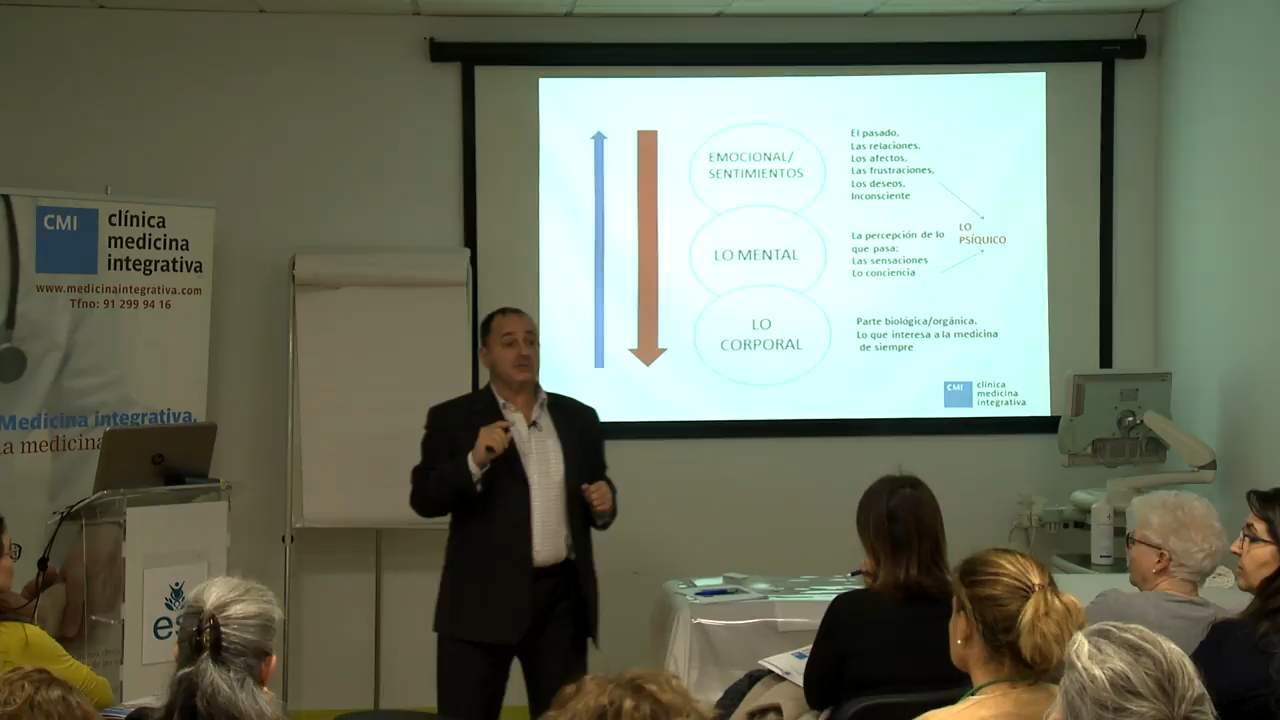 CMI
clínica
medicina
integrativa
www.medicinaintegrativa.com
Tfno: 91 299 94 16
Medicina integrativa,
la medicina
EMOCIONAL/
SENTIMIENTOS
El pasado,
Las relaciones,
Los afectos,
Las frustraciones,
Los deseos,
Inconsciente
LO MENTAL
La percepción de lo
que pasa;
Las sensaciones
Lo conciencia
LO
PSÍQUICO
LO
CORPORAL
Parte biológica/orgánica.
Lo que interesa a la medicina
de siempre
CMI
clínica
medicina
integrativa